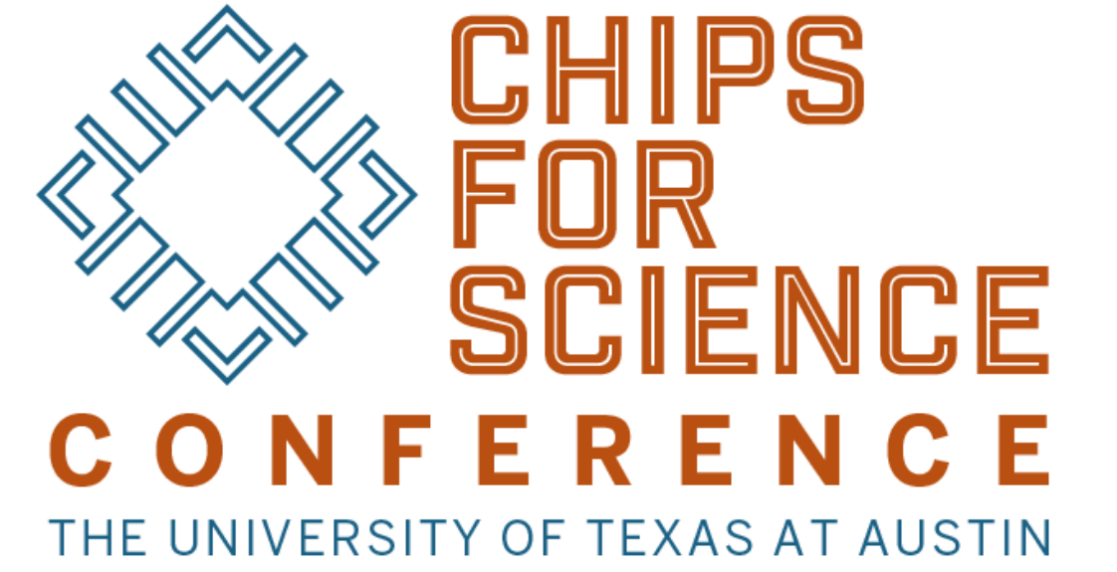 CHIPS
FOR
SCIENCE
CONFERENCE
THE UNIVERSITY OF TEXAS AT AUSTIN